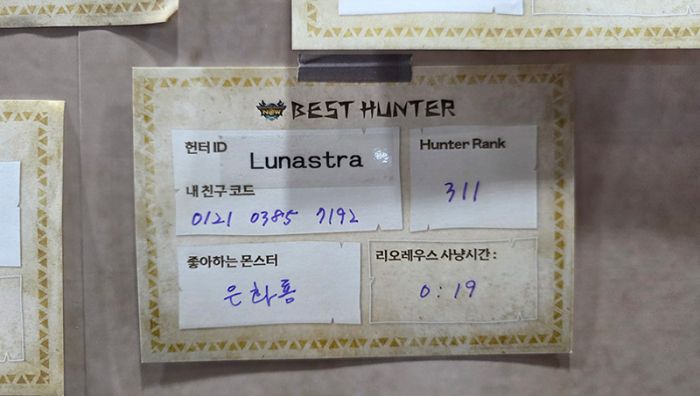 NOW BEST HUNTER
헌터 ID
Lunastra
Hunter Rank
311
내 친구 코드
0121 0385 7192
좋아하는 몬스터
은화룡
리오레우스 사냥시간 :
0:19